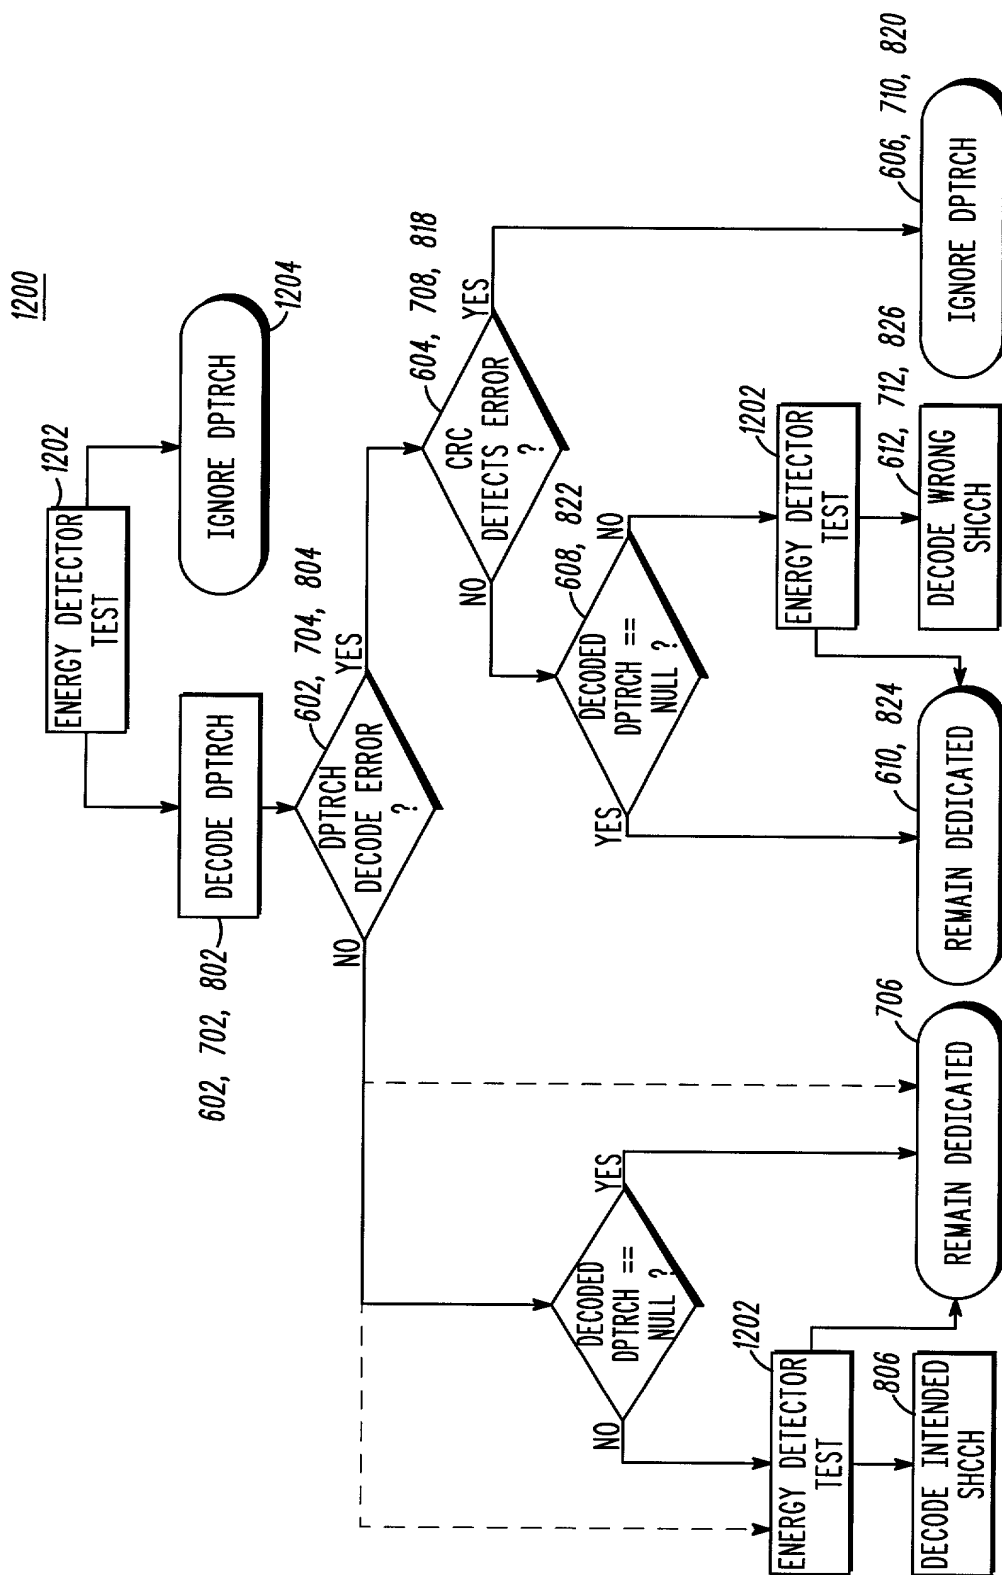 1200
ENERGY DETECTOR
TEST
1202
IGNORE DPTRCH
1204
602, 702, 802
DECODE DPTRCH
602, 704, 804
DPTRCH
DECODE ERROR
?
NO
YES
604, 708, 818
CRC
DETECTS ERROR
?
NO
YES
DECODED
DPTRCH ==
NULL ?
NO
YES
608, 822
DECODED
DPTRCH ==
NULL ?
YES
NO
1202
ENERGY DETECTOR
TEST
1202
ENERGY DETECTOR
TEST
806
DECODE INTENDED
SHCCH
706
REMAIN DEDICATED
610, 824
REMAIN DEDICATED
612, 712, 826
DECODE WRONG
SHCCH
606, 710, 820
IGNORE DPTRCH